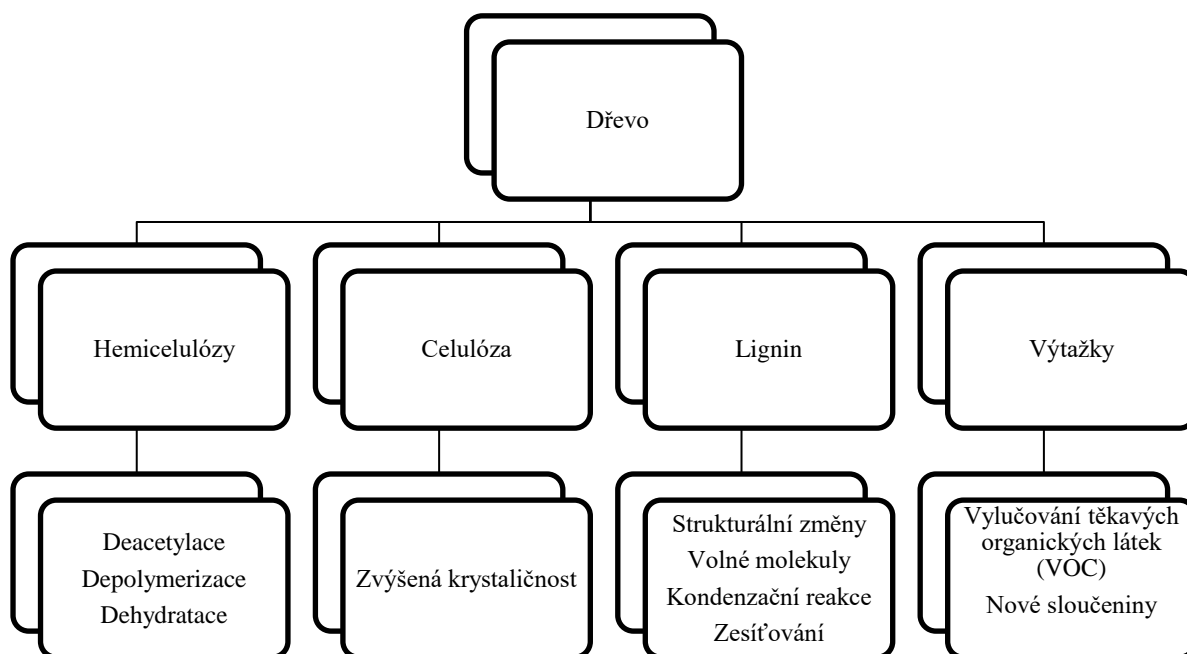 Dřevo
Hemicelulózy
Celulóza
Lignin
Výtažky
Deacetylace
Depolymerizace
Dehydratace
Zvýšená krystaličnost
Strukturální změny
Volné molekuly
Kondenzační reakce
Zesíťování
Vylučování těkavých
organických látek
(VOC)
Nové sloučeniny